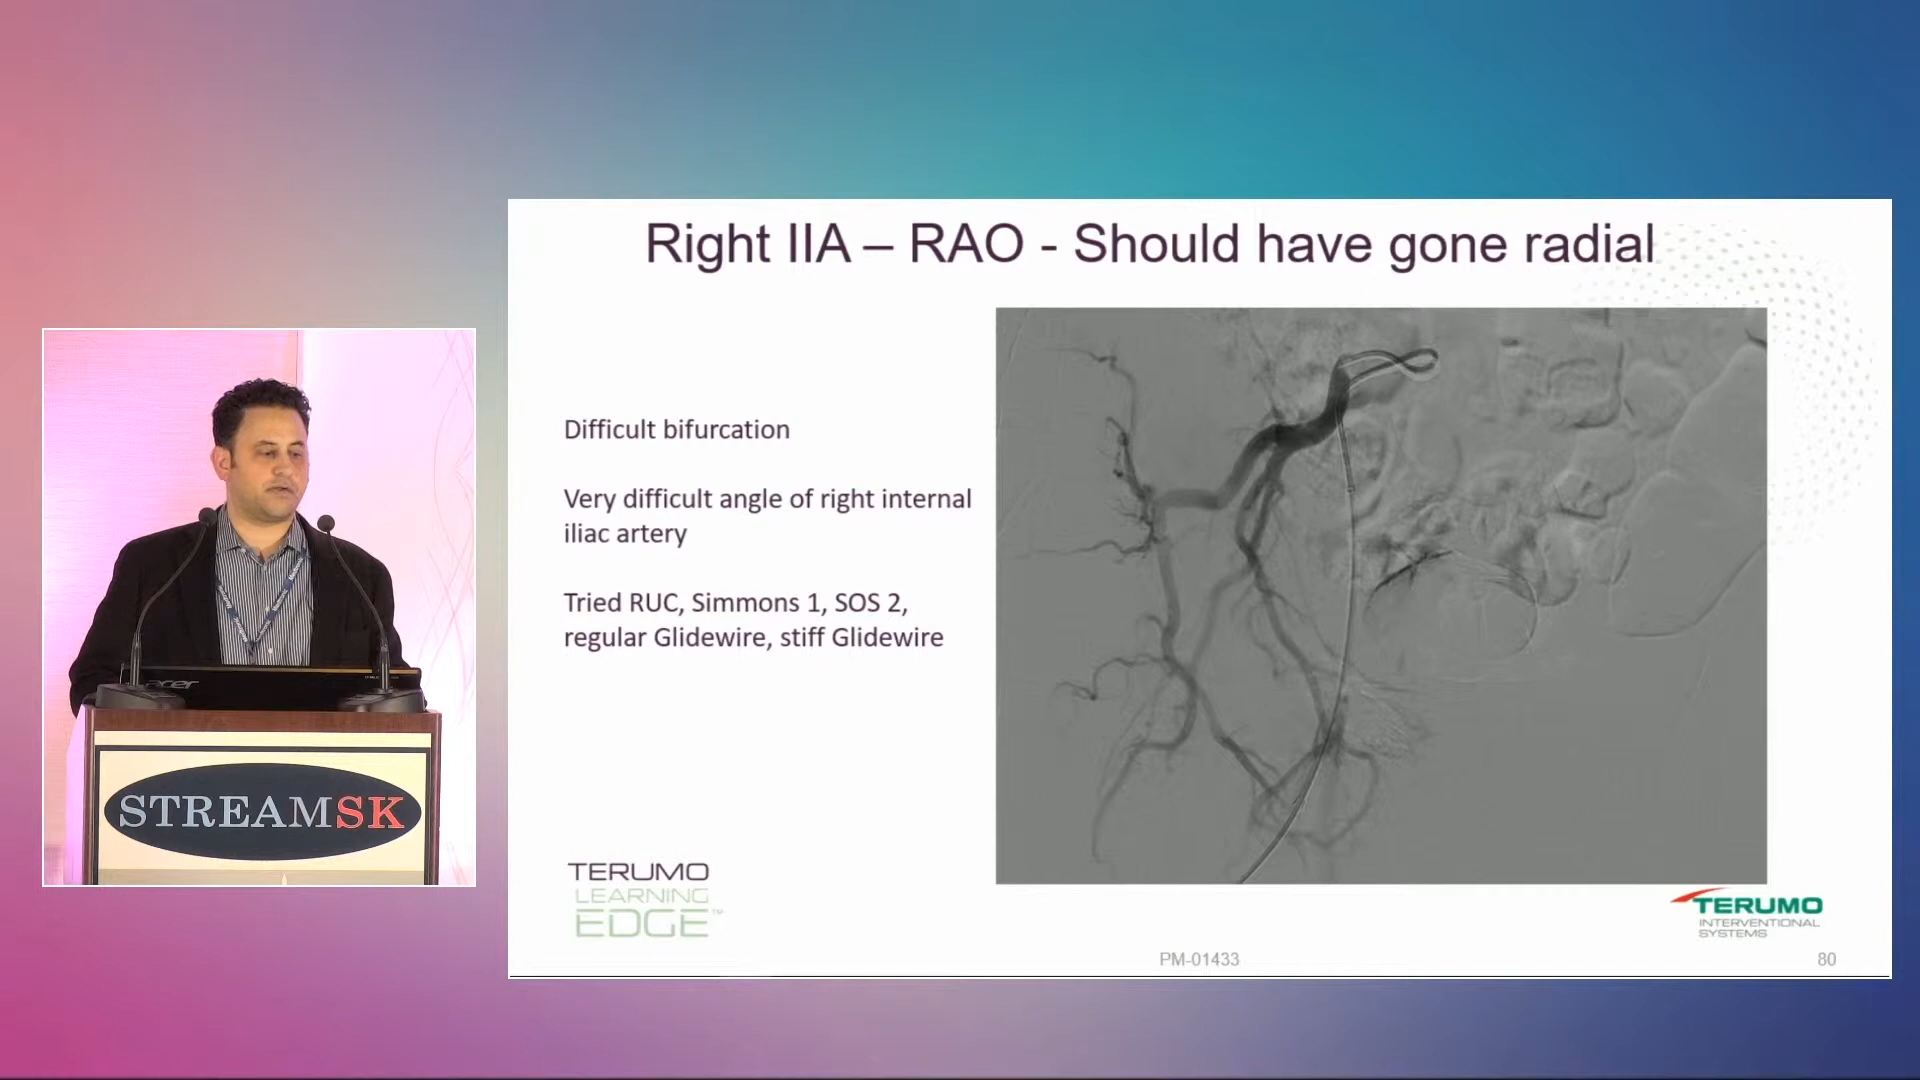 Right IIA – RAO - Should have gone radial
Difficult bifurcation
Very difficult angle of right internal
iliac artery
Tried RUC, Simmons 1, SOS 2,
regular Glidewire, stiff Glidewire
TERUMO
LEARNING
EDGE™
TERUMO
INTERVENTIONAL
SYSTEMS
PM-01433
80
acer
STREAMSK